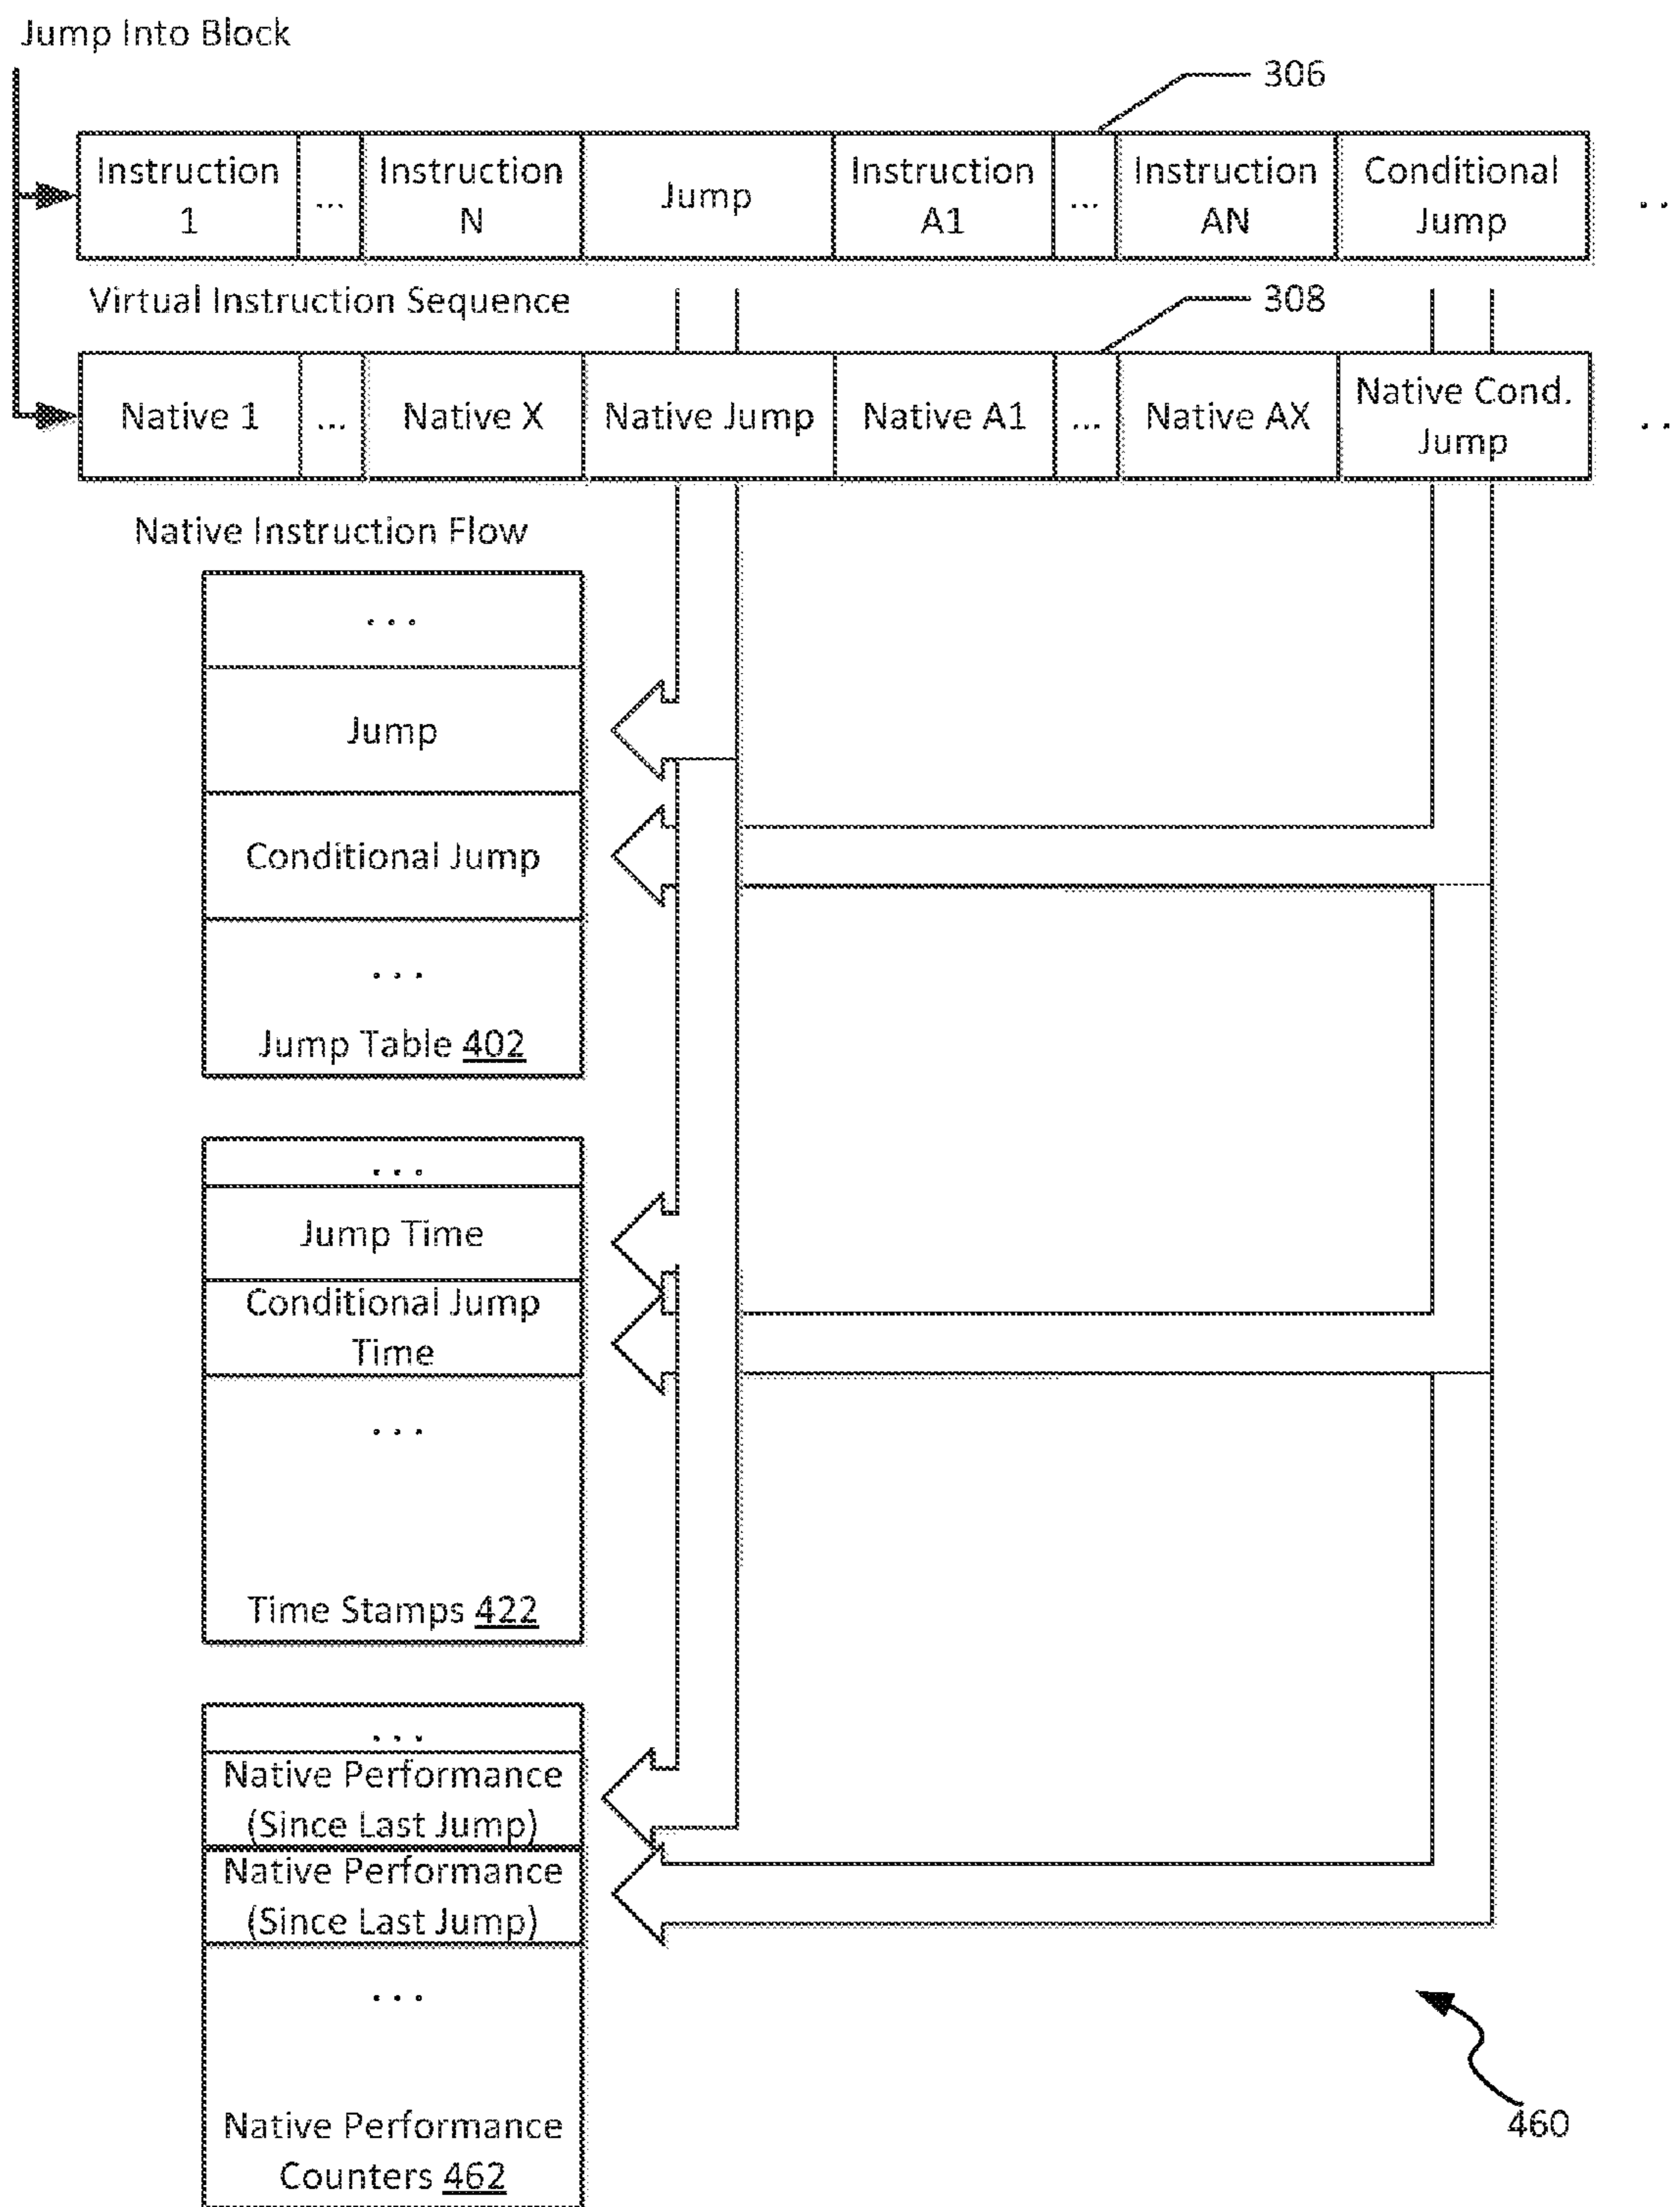 Jump Into Block
306
Instruction 1
...
Instruction N
Jump
Instruction A1
...
Instruction AN
Conditional Jump
..
Virtual Instruction Sequence
308
Native 1
...
Native X
Native Jump
Native A1
...
Native AX
Native Cond. Jump
..
Native Instruction Flow
...
Jump
Conditional Jump
...
Jump Table 402
...
Jump Time
Conditional Jump
Time
...
Time Stamps 422
...
Native Performance
(Since Last Jump)
Native Performance
(Since Last Jump)
...
Native Performance
Counters 462
460